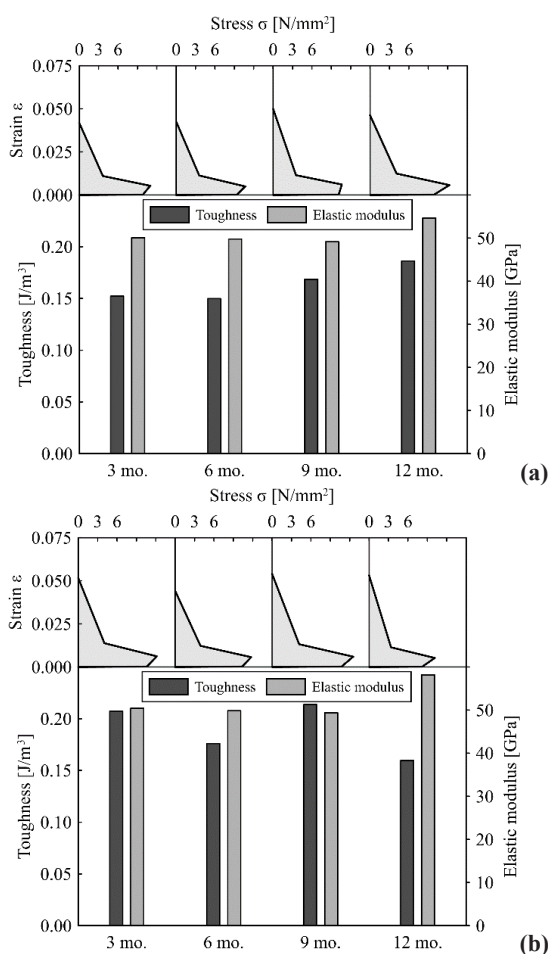 Stress σ [N/mm²]
0 3 6 0 3 6 0 3 6 0 3 6
0.075
0.050
0.025
0.000
Strain ε
Toughness Elastic modulus
0.20
0.15
0.10
0.05
0.00
Toughness [J/m³]
50
40
30
20
10
0
Elastic modulus [GPa]
3 mo. 6 mo. 9 mo. 12 mo.
(a)
Stress σ [N/mm²]
0 3 6 0 3 6 0 3 6 0 3 6
0.075
0.050
0.025
0.000
Strain ε
Toughness Elastic modulus
0.20
0.15
0.10
0.05
0.00
Toughness [J/m³]
50
40
30
20
10
0
Elastic modulus [GPa]
3 mo. 6 mo. 9 mo. 12 mo.
(b)